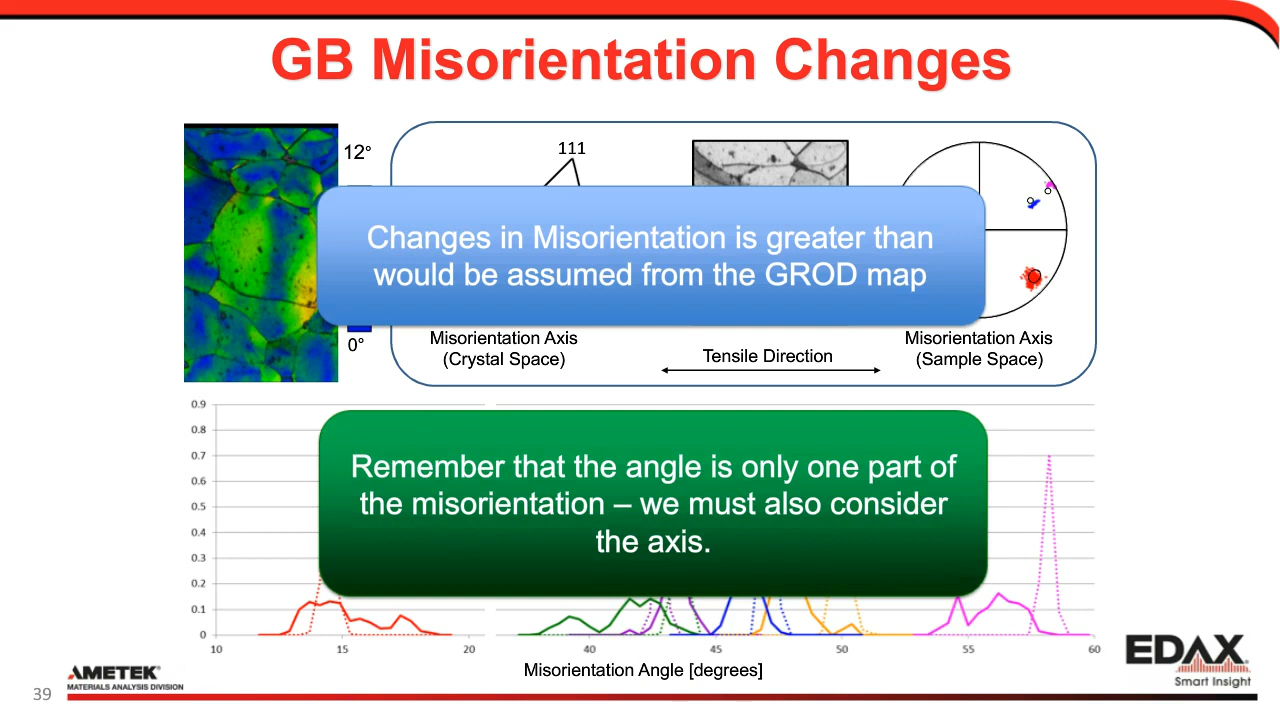 GB Misorientation Changes
12°
111
Changes in Misorientation is greater than
would be assumed from the GROD map
0°
Misorientation Axis
(Crystal Space)
Tensile Direction
Misorientation Axis
(Sample Space)
0.9
0.8
0.7
0.6
0.5
0.4
0.3
0.2
0.1
0
Remember that the angle is only one part of
the misorientation – we must also consider
the axis.
10 15 20 40 45 50 55 60
Misorientation Angle [degrees]
AMETEK®
MATERIALS ANALYSIS DIVISION
EDAX
Smart Insight
39